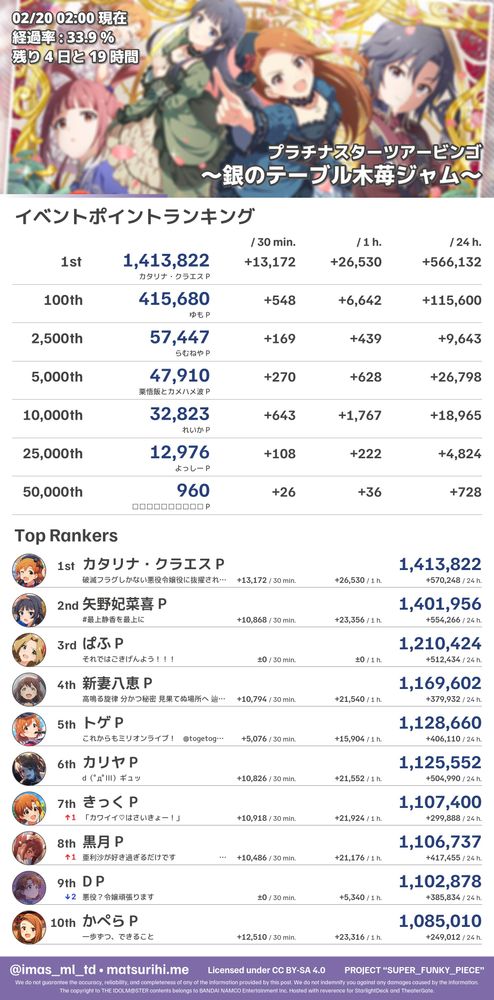 02/20 02:00 現在
経過率 : 33.9 %
残り 4 日と 19 時間
プラチナスターツアービンゴ
～銀のテーブル木苺ジャム～
イベントポイントランキング
/ 30 min. / 1 h. / 24 h.
1st 1,413,822 +13,172 +26,530 +566,132
カタリナ・クラエス P
100th 415,680 +548 +6,642 +115,600
ゆも P
2,500th 57,447 +169 +439 +9,643
らむねや P
5,000th 47,910 +270 +628 +26,798
栗悟飯とカメハメ波 P
10,000th 32,823 +643 +1,767 +18,965
れいか P
25,000th 12,976 +108 +222 +4,824
よっしー P
50,000th 960 +26 +36 +728
□□□□□□□□□□ P
Top Rankers
1st カタリナ・クラエス P 1,413,822
破滅フラグしかない悪役令嬢役に抜擢され… +13,172 / 30 min. +26,530 / 1 h. +570,248 / 24 h.
2nd 矢野妃菜喜 P 1,401,956
#最上静香を最上に +10,868 / 30 min. +23,356 / 1 h. +554,266 / 24 h.
3rd ぱふ P 1,210,424
それではごきげんよう！！！ ±0 / 30 min. ±0 / 1 h. +512,434 / 24 h.
4th 新妻八恵 P 1,169,602
高鳴る旋律 分かつ秘密 見果てぬ場所へ 辿… +10,794 / 30 min. +21,540 / 1 h. +379,932 / 24 h.
5th トゲ P 1,128,660
これからもミリオンライブ！ @togetog… +5,076 / 30 min. +15,904 / 1 h. +406,110 / 24 h.
6th カリヤ P 1,125,552
d（ﾟдﾟlll）ギュッ +10,826 / 30 min. +21,552 / 1 h. +504,990 / 24 h.
7th きっく P 1,107,400
↑1 「カワイイ♡はさいきょー！」 +10,918 / 30 min. +21,924 / 1 h. +299,888 / 24 h.
8th 黒月 P 1,106,737
↑1 亜利沙が好き過ぎるだけです … +10,486 / 30 min. +21,176 / 1 h. +417,455 / 24 h.
9th D P 1,102,878
↓2 悪役？令嬢頑張ります ±0 / 30 min. +5,340 / 1 h. +385,834 / 24 h.
10th かぺら P 1,085,010
一歩ずつ、できること +12,510 / 30 min. +23,316 / 1 h. +249,012 / 24 h.
@imas_ml_td • matsurihi.me Licensed under CC BY-SA 4.0 PROJECT “SUPER_FUNKY_PIECE”
We do not guarantee the accuracy, reliability, and completeness of any of the information provided by this post. We do not indemnify you against any damages caused by the information.
The copyright to THE IDOLM@STER contents belongs to BANDAI NAMCO Entertainment Inc. Hosted with reverence for StarlightDeck and TheaterGate.